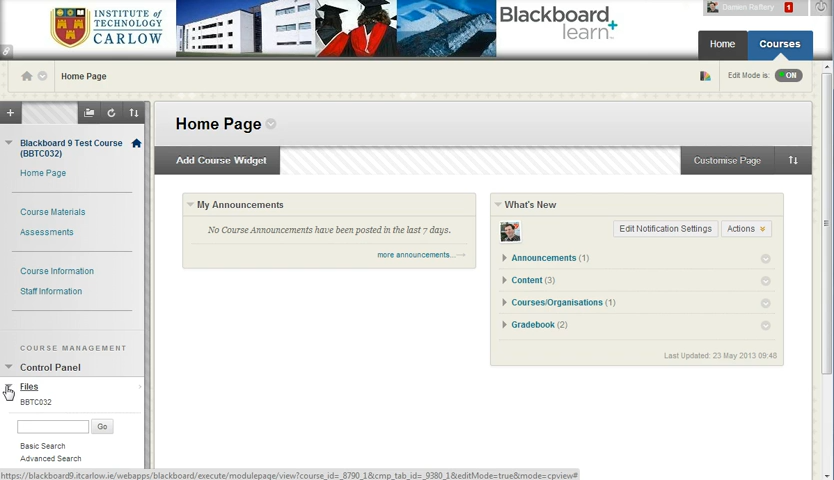 INSTITUTE of
TECHNOLOGY
CARLOW
Blackboard
learn+
Damien Raftery
1
Home
Courses
Home Page
Edit Mode is:
ON
Blackboard 9 Test Course
(BBTC032)
Home Page
Course Materials
Assessments
Course Information
Staff Information
COURSE MANAGEMENT
Control Panel
Files
BBTC032
Go
Basic Search
Advanced Search
Home Page
Add Course Widget
Customise Page
My Announcements
No Course Announcements have been posted in the last 7 days.
more announcements...
What's New
Edit Notification Settings
Actions
Announcements (1)
Content (3)
Courses/Organisations (1)
Gradebook (2)
Last Updated: 23 May 2013 09:48
https://blackboard9.itcarlow.ie/webapps/blackboard/execute/modulepage/view?course_id=_8790_1&cmp_tab_id=_9380_1&editMode=true&mode=cpview#